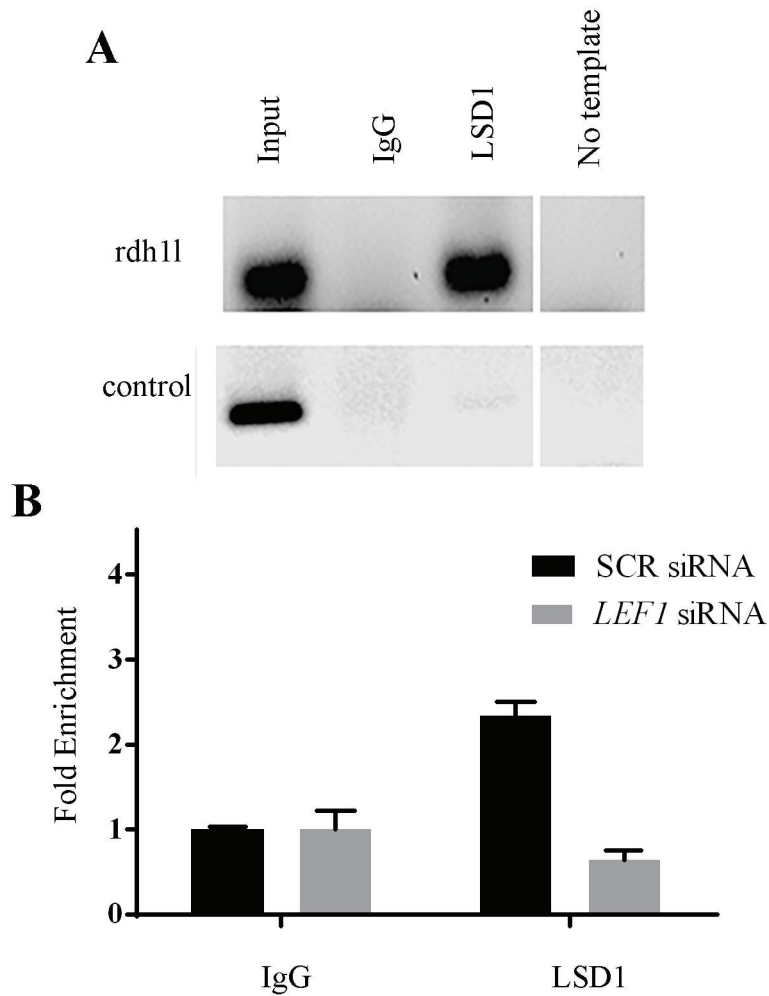 A
Input
IgG
LSD1
No template
rdh1l
control
B
SCR siRNA
LEF1 siRNA
Fold Enrichment
4
3
2
1
0
IgG
LSD1